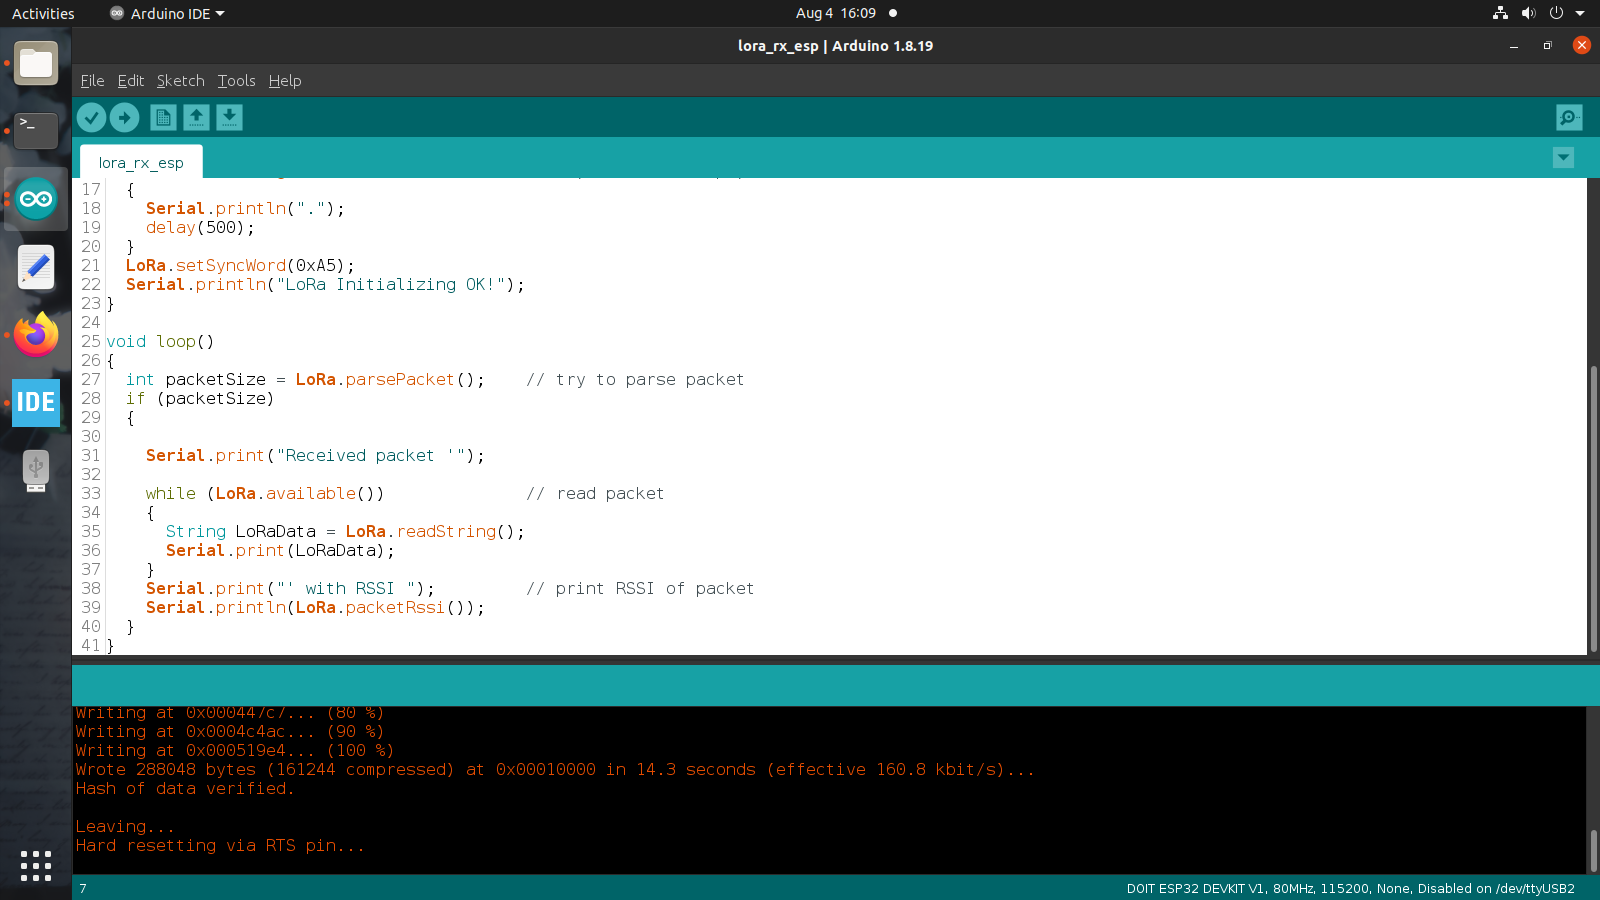 Activities
Arduino IDE
Aug 4 16:09
lora_rx_esp | Arduino 1.8.19
File Edit Sketch Tools Help
lora_rx_esp
17 {
18 Serial.println(".");
19 delay(500);
20 }
21 LoRa.setSyncWord(0xA5);
22 Serial.println("LoRa Initializing OK!");
23 }
24
25 void loop()
26 {
27 int packetSize = LoRa.parsePacket(); // try to parse packet
28 if (packetSize)
29 {
30
31 Serial.print("Received packet '");
32
33 while (LoRa.available()) // read packet
34 {
35 String LoRaData = LoRa.readString();
36 Serial.print(LoRaData);
37 }
38 Serial.print("' with RSSI "); // print RSSI of packet
39 Serial.println(LoRa.packetRssi());
40 }
41 }
Writing at 0x000447c7... (80 %)
Writing at 0x0004c4ac... (90 %)
Writing at 0x000519e4... (100 %)
Wrote 288048 bytes (161244 compressed) at 0x00010000 in 14.3 seconds (effective 160.8 kbit/s)...
Hash of data verified.
Leaving...
Hard resetting via RTS pin...
7
DOIT ESP32 DEVKIT V1, 80MHz, 115200, None, Disabled on /dev/ttyUSB2
>_
IDE